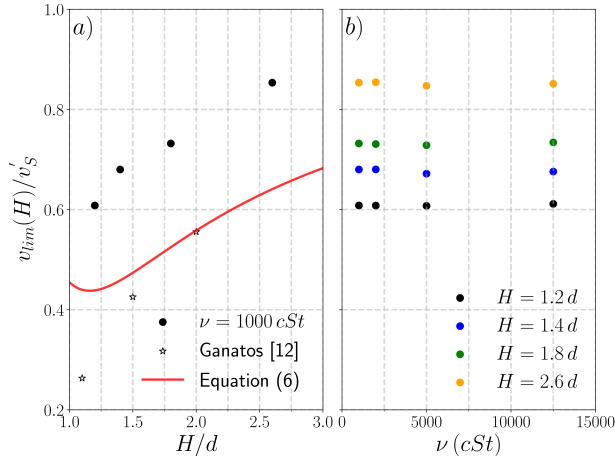 a)
b)
v_{lim}(H)/v'_S
1.0
0.8
0.6
0.4
0.2
ν = 1000 cSt
Ganatos [12]
Equation (6)
1.0 1.5 2.0 2.5 3.0
H/d
H = 1.2 d
H = 1.4 d
H = 1.8 d
H = 2.6 d
0 5000 10000 15000
ν (cSt)